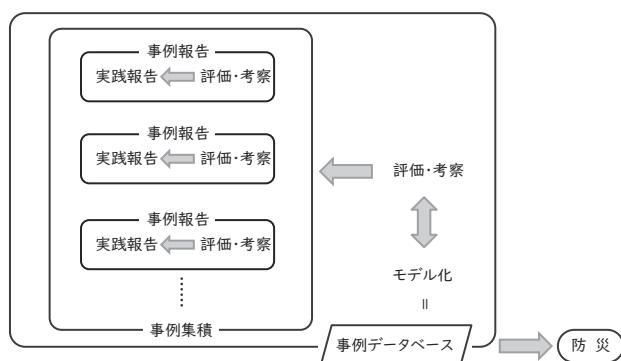 事例報告
実践報告 評価・考察
事例報告
実践報告 評価・考察
評価・考察
事例報告
実践報告 評価・考察
モデル化
=
事例集積
事例データベース
防 災